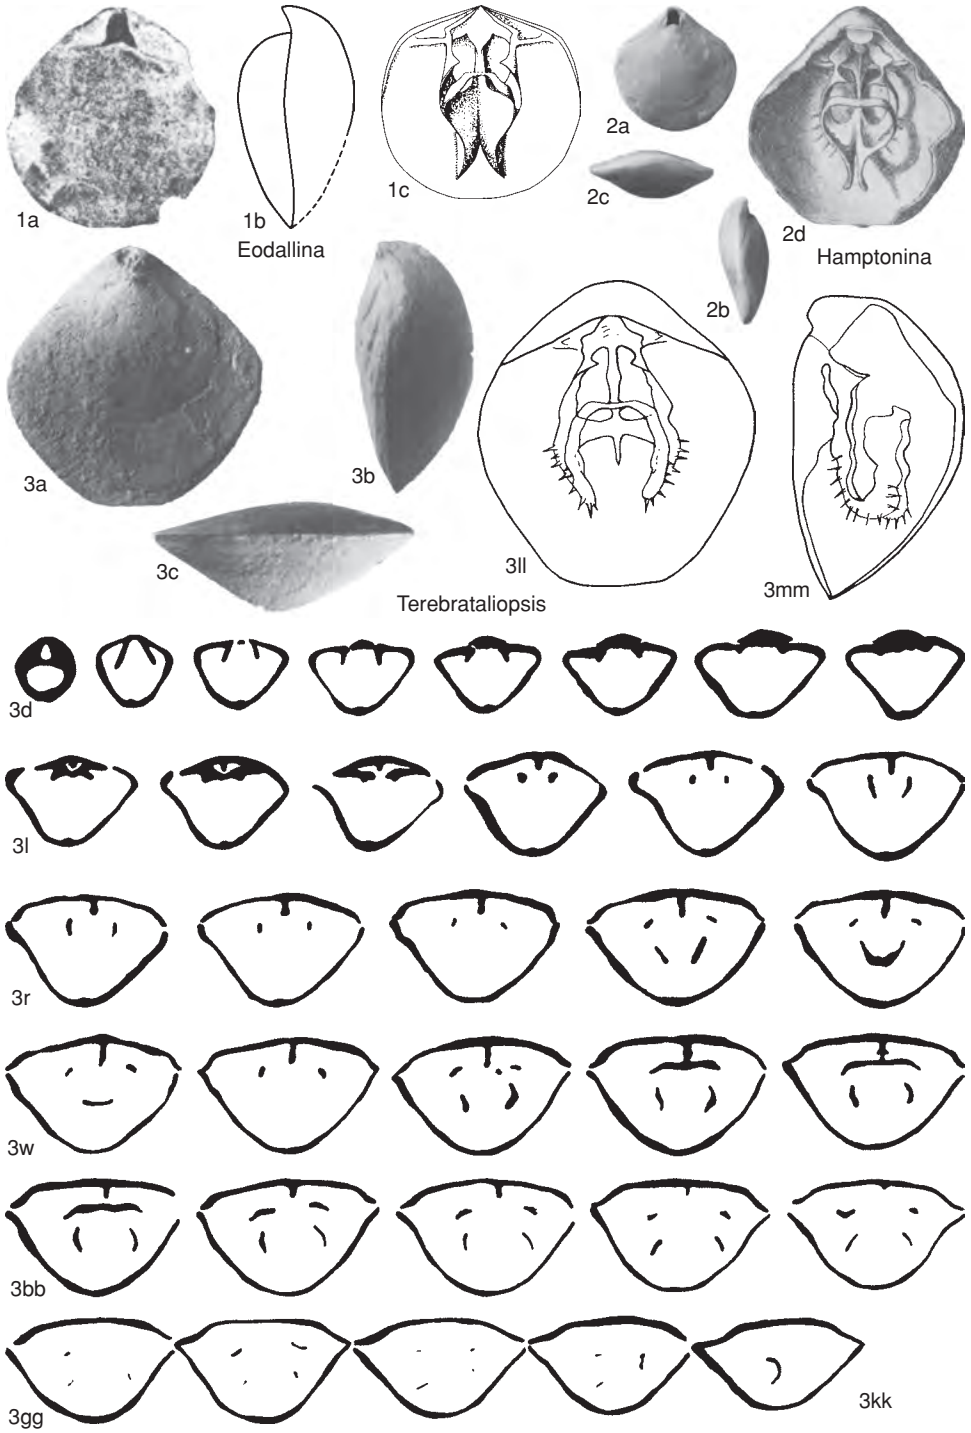 1a
1b
Eodallina
1c
2a
2c
2b
2d
Hamptonina
3a
3b
3c
Terebrataliopsis
3ll
3mm
3d
3l
3r
3w
3bb
3gg
3kk